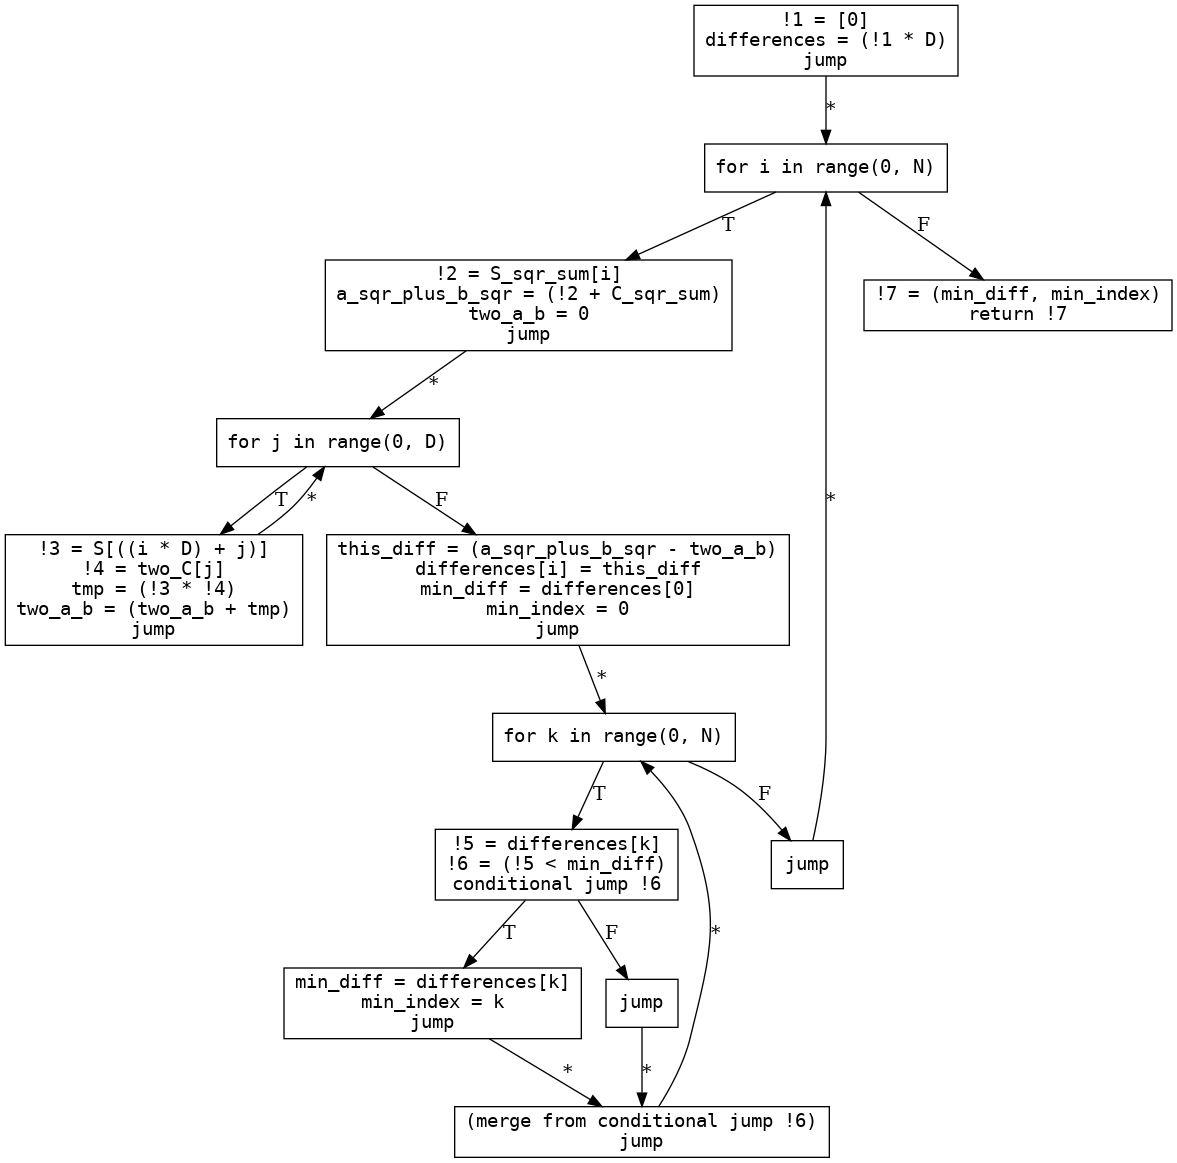 !1 = [0]
differences = (!1 * D)
jump
*
for i in range(0, N)
T
F
!2 = S_sqr_sum[i]
a_sqr_plus_b_sqr = (!2 + C_sqr_sum)
two_a_b = 0
jump
!7 = (min_diff, min_index)
return !7
*
for j in range(0, D)
T
*
F
*
!3 = S[((i * D) + j)]
!4 = two_C[j]
tmp = (!3 * !4)
two_a_b = (two_a_b + tmp)
jump
this_diff = (a_sqr_plus_b_sqr - two_a_b)
differences[i] = this_diff
min_diff = differences[0]
min_index = 0
jump
*
for k in range(0, N)
T
F
!5 = differences[k]
!6 = (!5 < min_diff)
conditional jump !6
jump
T
F
*
min_diff = differences[k]
min_index = k
jump
jump
*
*
(merge from conditional jump !6)
jump